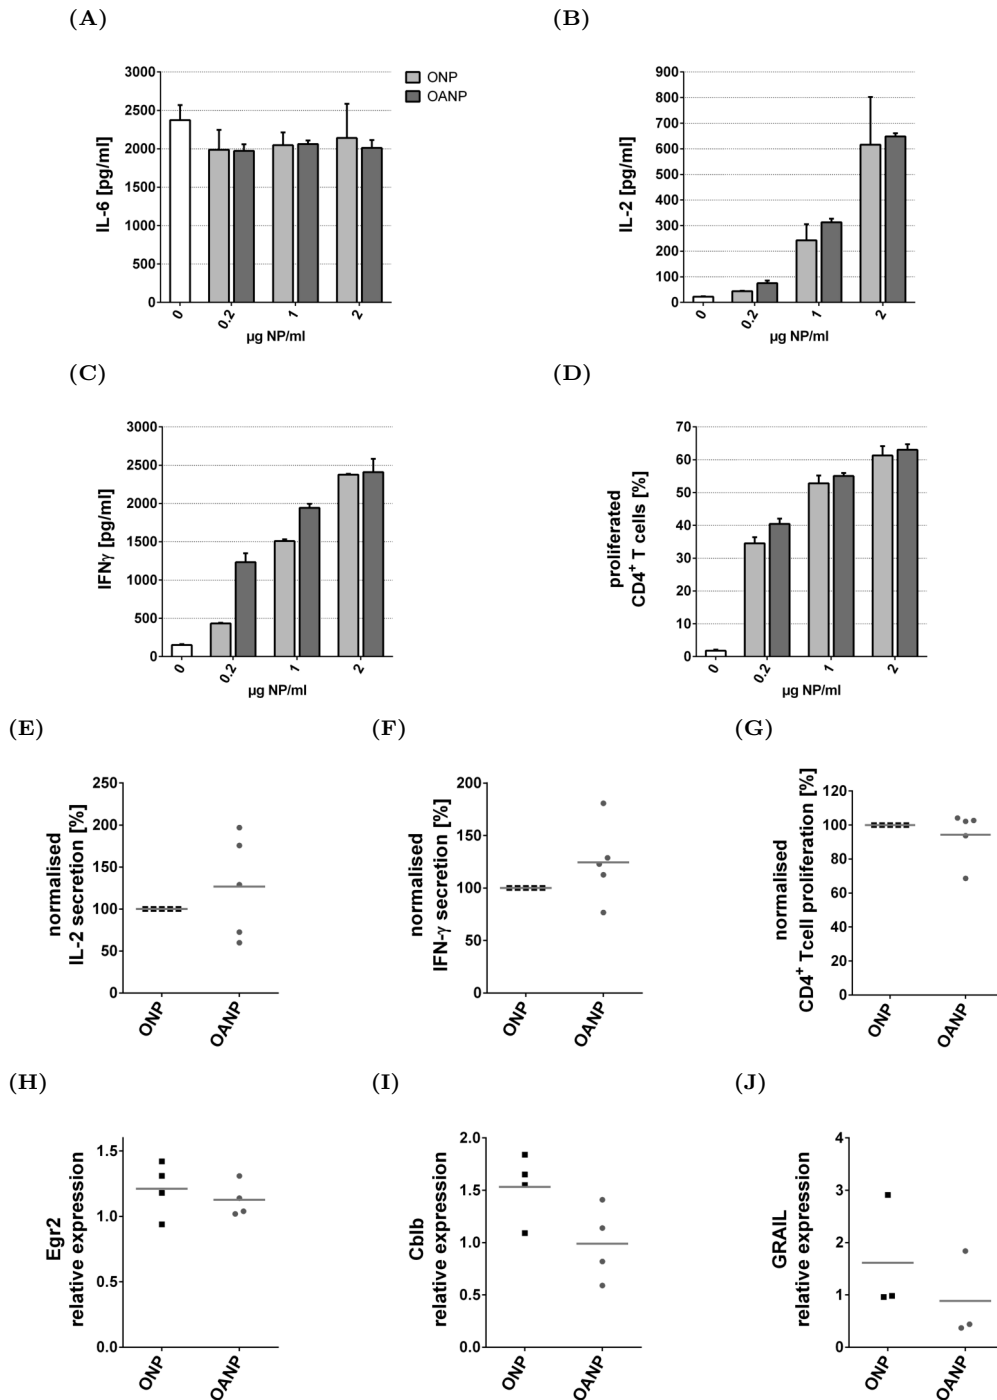 (A)
(B)
3000
2500
2000
1500
1000
500
0
IL-6 [pg/ml]
0
0.2
1
2
µg NP/ml
ONP
OANP
900
800
700
600
500
400
300
200
100
0
IL-2 [pg/ml]
0
0.2
1
2
µg NP/ml
(C)
(D)
3000
2500
2000
1500
1000
500
0
IFNγ [pg/ml]
0
0.2
1
2
µg NP/ml
70
60
50
40
30
20
10
0
proliferated
CD4⁺ T cells [%]
0
0.2
1
2
µg NP/ml
(E)
(F)
(G)
250
200
150
100
50
0
normalised
IL-2 secretion [%]
ONP
OANP
200
150
100
50
0
normalised
IFN-γ secretion [%]
ONP
OANP
120
100
80
60
40
20
0
normalised
CD4⁺ Tcell proliferation [%]
ONP
OANP
(H)
(I)
(J)
1.5
1.0
0.5
0.0
Egr2
relative expression
ONP
OANP
2.0
1.5
1.0
0.5
0.0
Cblb
relative expression
ONP
OANP
4
3
2
1
0
GRAIL
relative expression
ONP
OANP